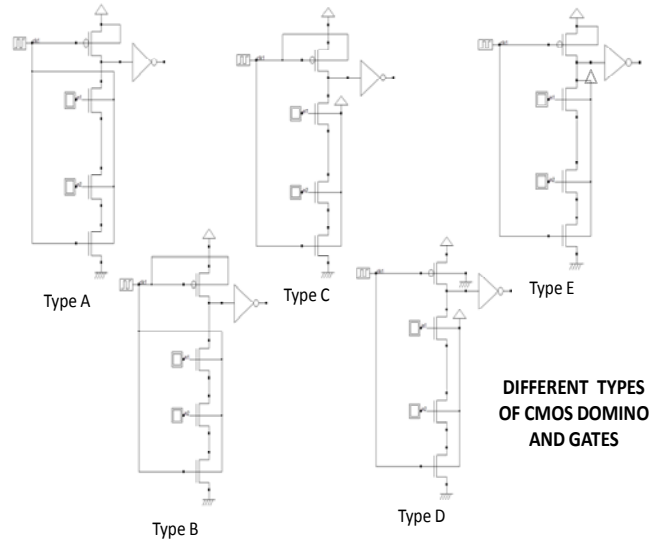 Type A
Type C
Type E
Type B
Type D
DIFFERENT TYPES
OF CMOS DOMINO
AND GATES